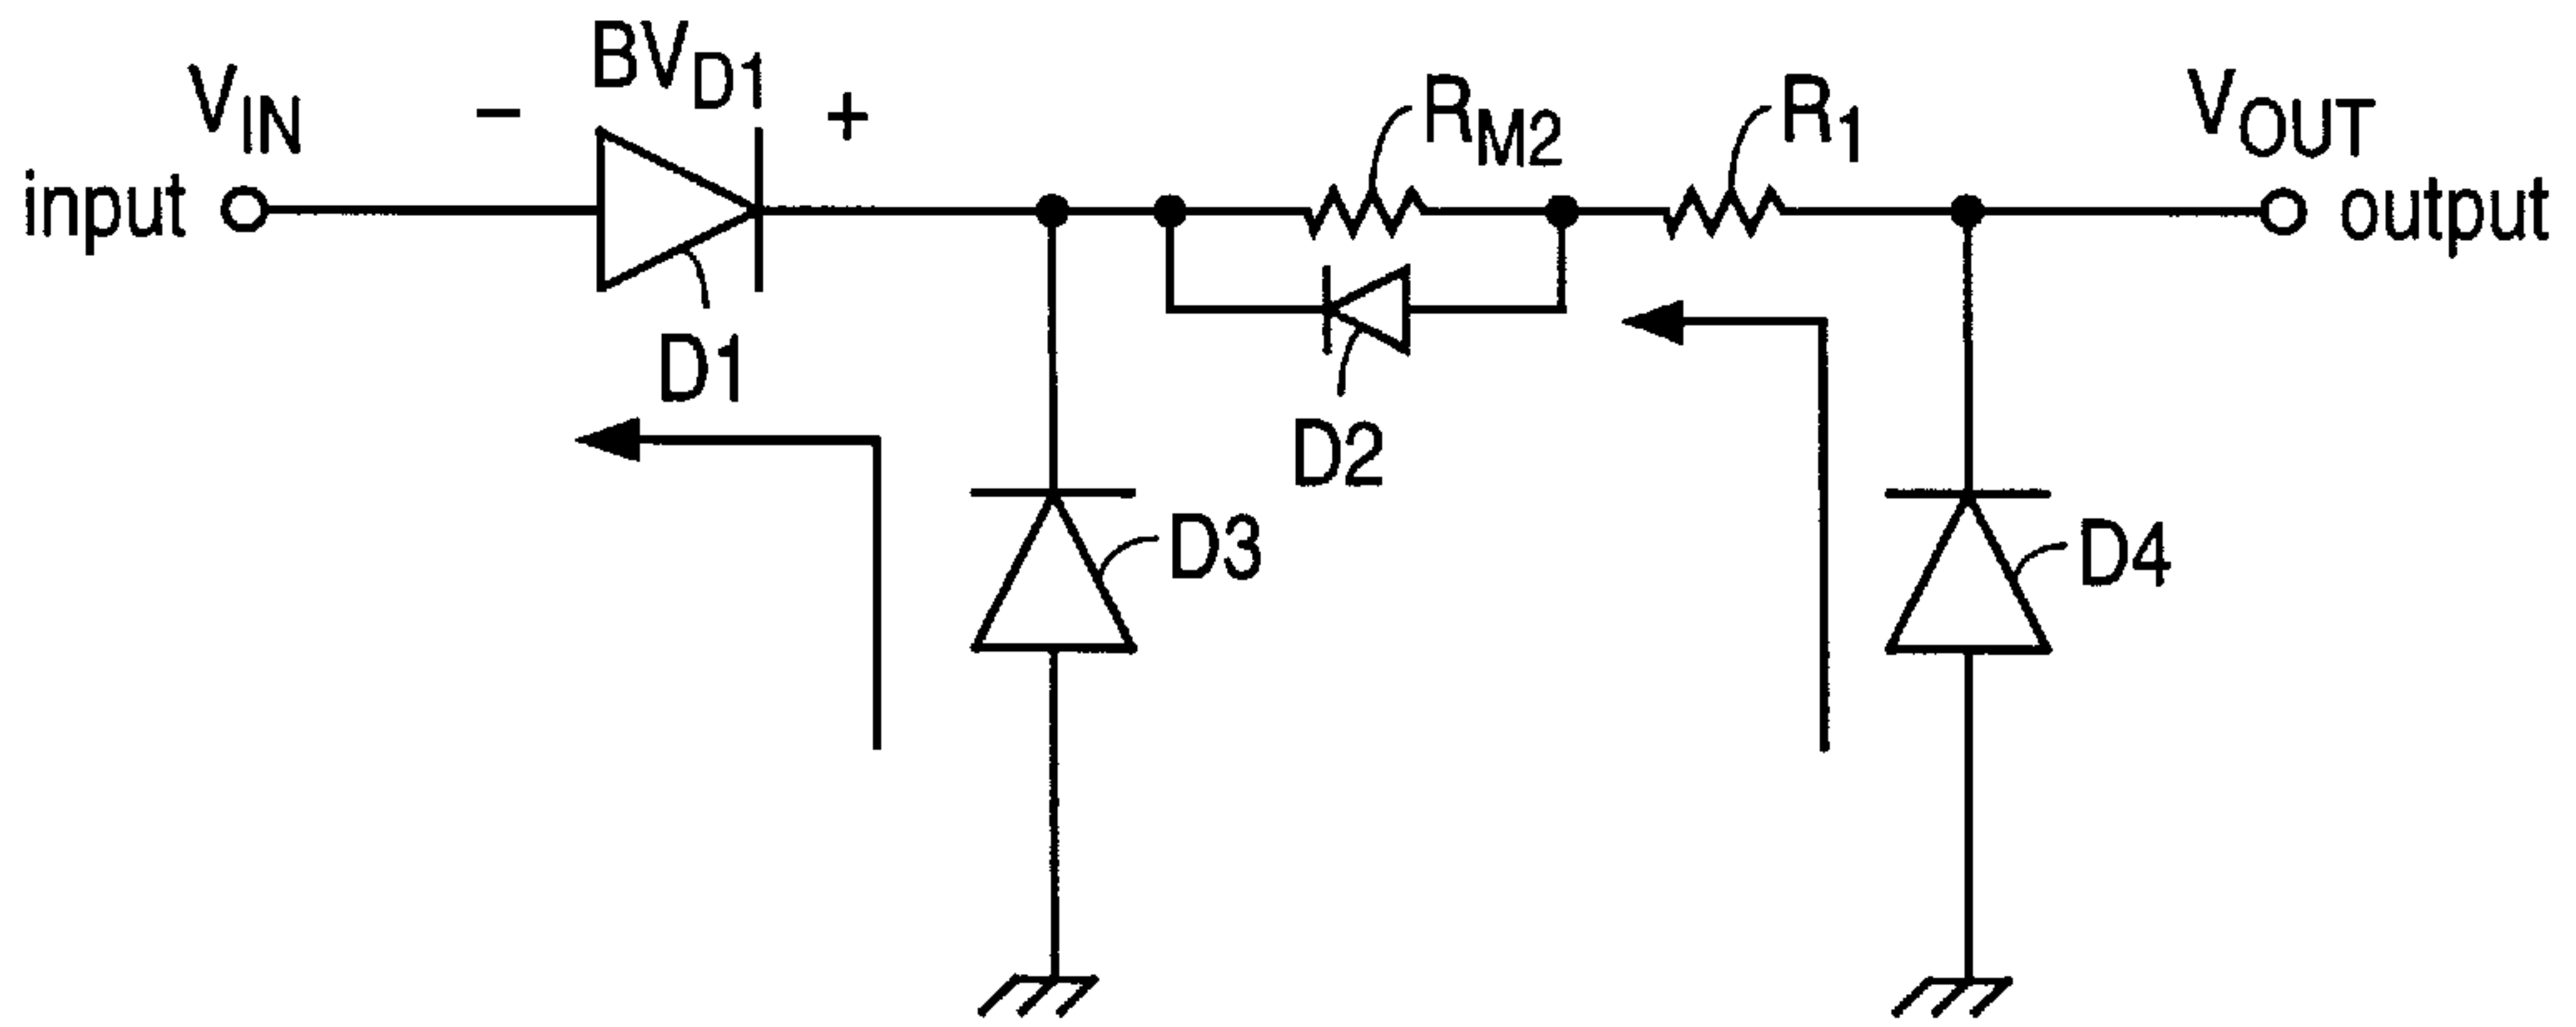 V_IN
input
− BV_D1 +
D1
R_M2
D2
R_1
V_OUT
output
D3
D4